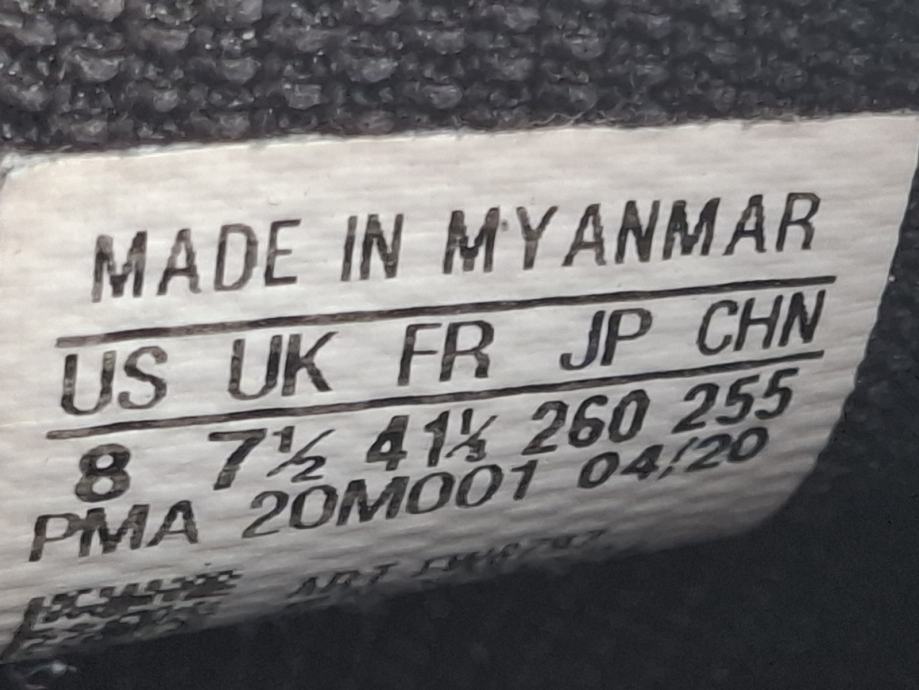 MADE IN MYANMAR
US UK FR JP CHN
8 7½ 41⅓ 260 255
PMA 20M001 04/20
ART